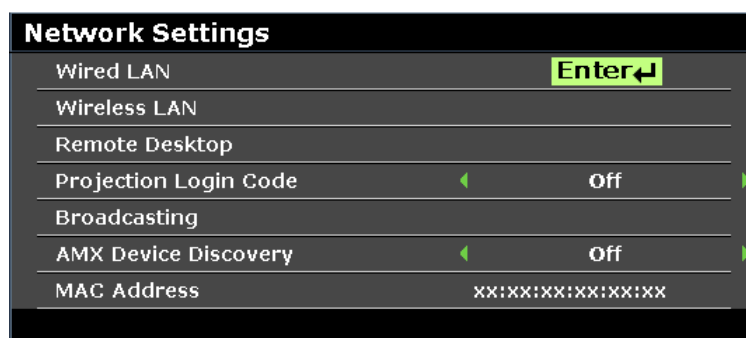 Network Settings
Wired LAN Enter
Wireless LAN
Remote Desktop
Projection Login Code Off
Broadcasting
AMX Device Discovery Off
MAC Address xx:xx:xx:xx:xx:xx